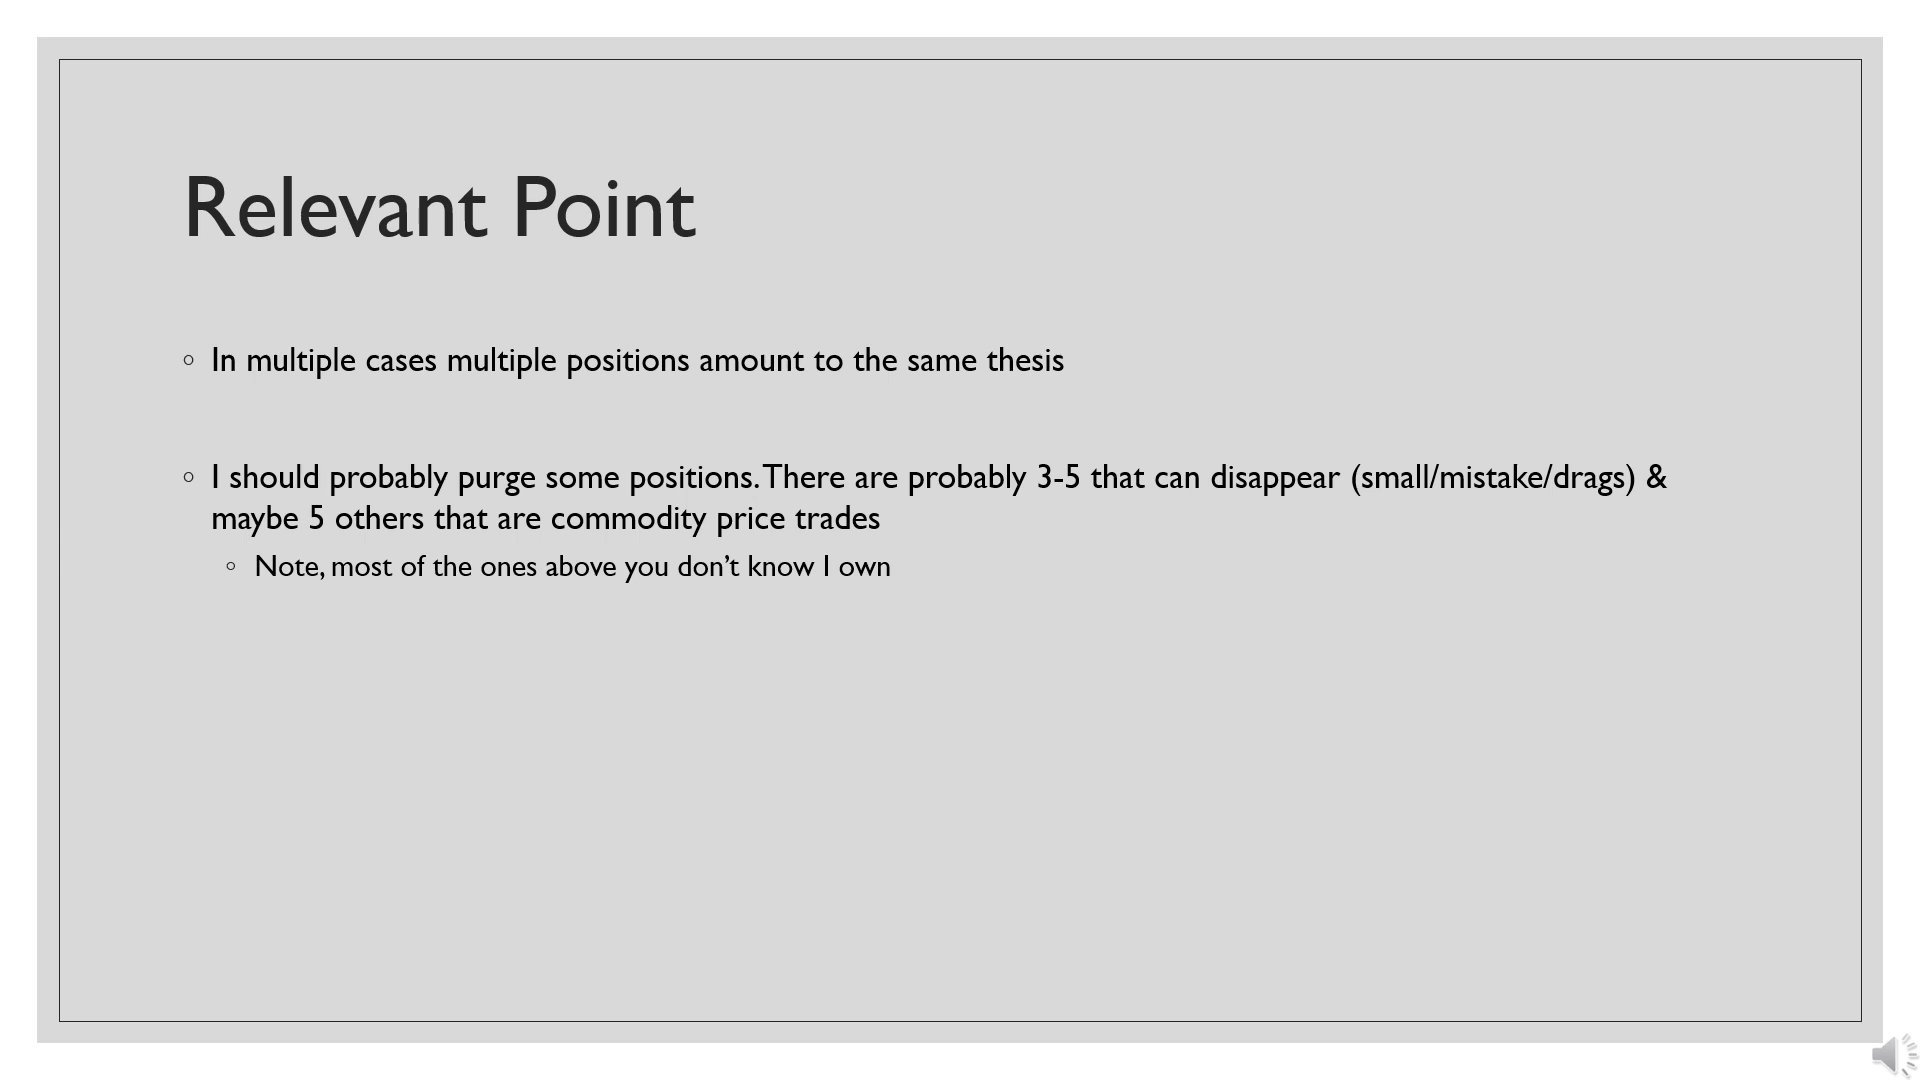 Relevant Point
◦ In multiple cases multiple positions amount to the same thesis
◦ I should probably purge some positions. There are probably 3-5 that can disappear (small/mistake/drags) &
maybe 5 others that are commodity price trades
◦ Note, most of the ones above you don’t know I own